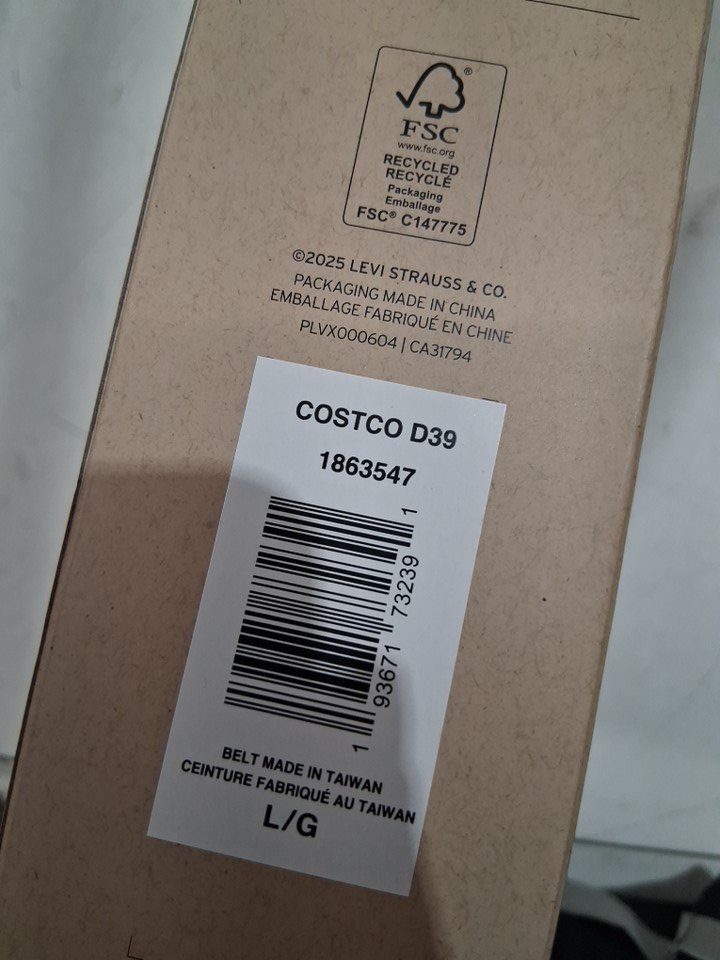 ®
FSC
www.fsc.org
RECYCLED
RECYCLÉ
Packaging
Emballage
FSC® C147775
©2025 LEVI STRAUSS & CO.
PACKAGING MADE IN CHINA
EMBALLAGE FABRIQUÉ EN CHINE
PLVX000604 | CA31794
COSTCO D39
1863547
1 93671 73239 1
BELT MADE IN TAIWAN
CEINTURE FABRIQUÉ AU TAIWAN
L/G